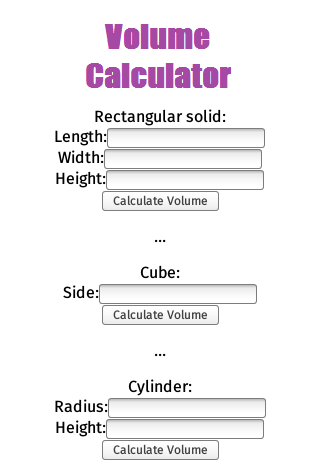 Volume
Calculator
Rectangular solid:
Length:
Width:
Height:
Calculate Volume
...
Cube:
Side:
Calculate Volume
...
Cylinder:
Radius:
Height:
Calculate Volume